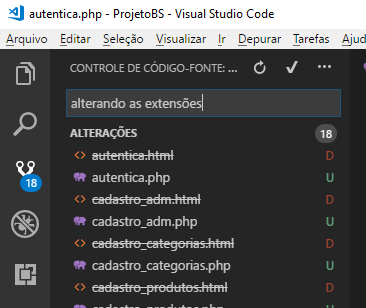 autentica.php - ProjetoBS - Visual Studio Code
Arquivo Editar Seleção Visualizar Ir Depurar Tarefas Ajud
CONTROLE DE CÓDIGO-FONTE: ...
alterando as extensões
ALTERAÇÕES 18
autentica.html D
autentica.php U
18
cadastro_adm.html D
cadastro_adm.php U
cadastro_categorias.html D
cadastro_categorias.php U
cadastro_produtos.html D
cadastro_produtos.php U